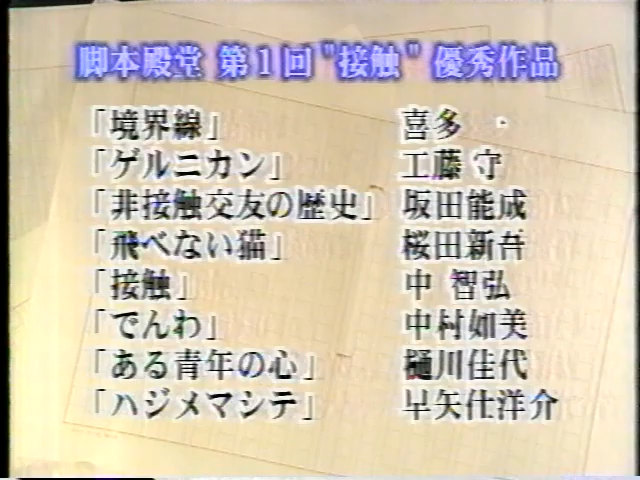 脚本殿堂 第1回"接触"優秀作品
「境界線」 喜多 ・
「ゲルニカン」 工藤 守
「非接触交友の歴史」 坂田能成
「飛べない猫」 桜田新吾
「接触」 中 智弘
「でんわ」 中村如美
「ある青年の心」 樋川佳代
「ハジメマシテ」 早矢仕洋介